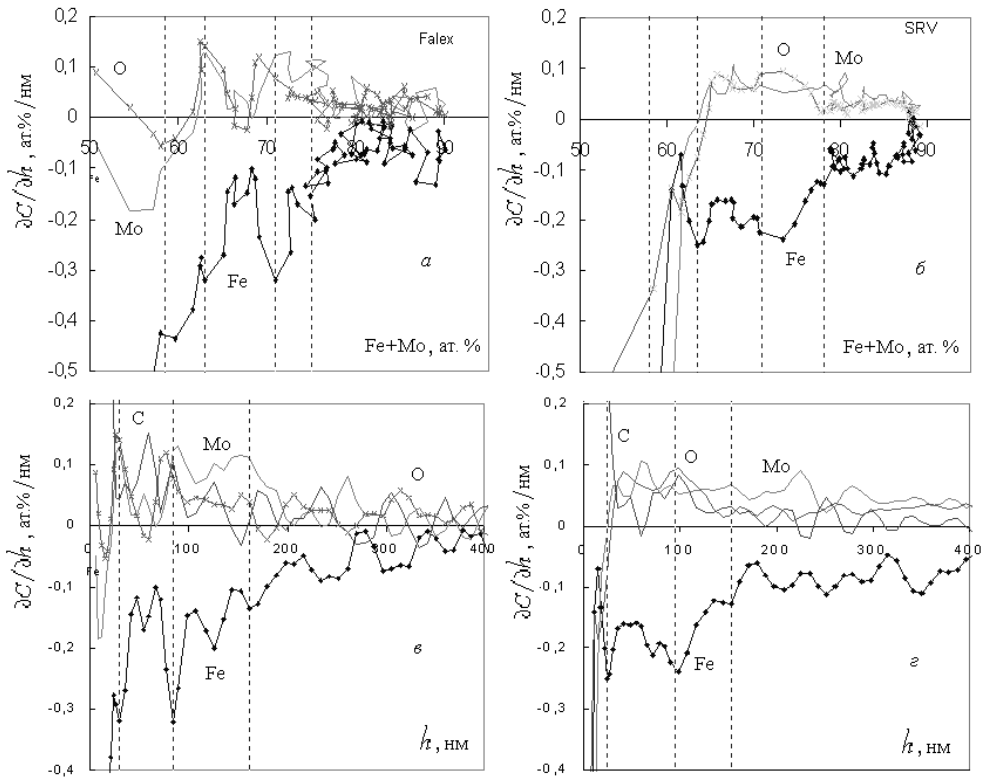 0,2
0,1
0
-0,1
-0,2
-0,3
-0,4
-0,5
50 60 70 80 90
∂C/∂h, ат.%/нм
Falex
O
Fe
Mo
Fe
а
Fe+Mo, ат. %
0,2
0,1
0
-0,1
-0,2
-0,3
-0,4
-0,5
50 60 70 80 90
∂C/∂h, ат.%/нм
SRV
O
Mo
Fe
б
Fe+Mo, ат. %
0,2
0,1
0
-0,1
-0,2
-0,3
-0,4
0 100 200 300 400
∂C/∂h, ат.%/нм
C
Mo
O
Fe
Fe
в
h, нм
0,2
0,1
0
-0,1
-0,2
-0,3
-0,4
0 100 200 300 400
∂C/∂h, ат.%/нм
C
O
Mo
Fe
г
h, нм